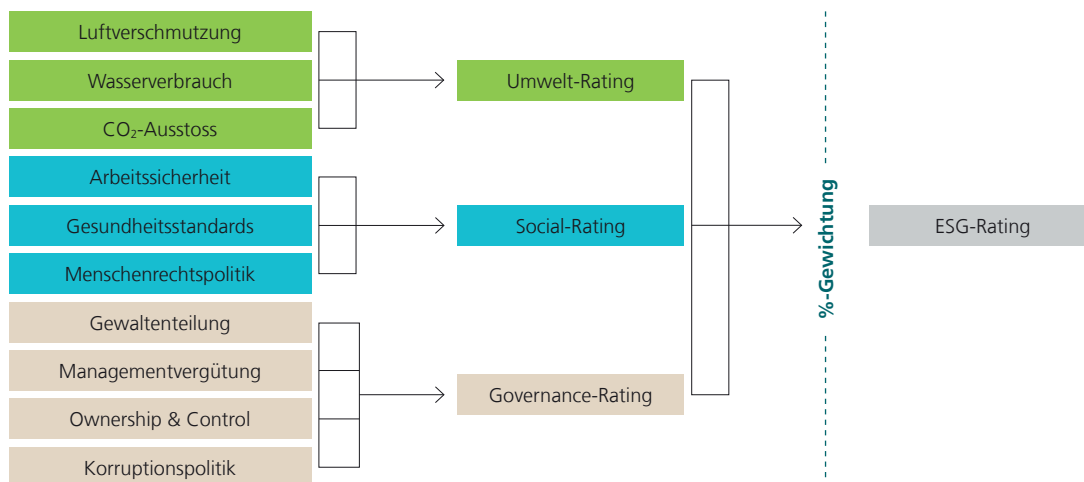 Luftverschmutzung
Wasserverbrauch
CO₂-Ausstoss
Arbeitssicherheit
Gesundheitsstandards
Menschenrechtspolitik
Gewaltenteilung
Managementvergütung
Ownership & Control
Korruptionspolitik
Umwelt-Rating
Social-Rating
Governance-Rating
%-Gewichtung
ESG-Rating